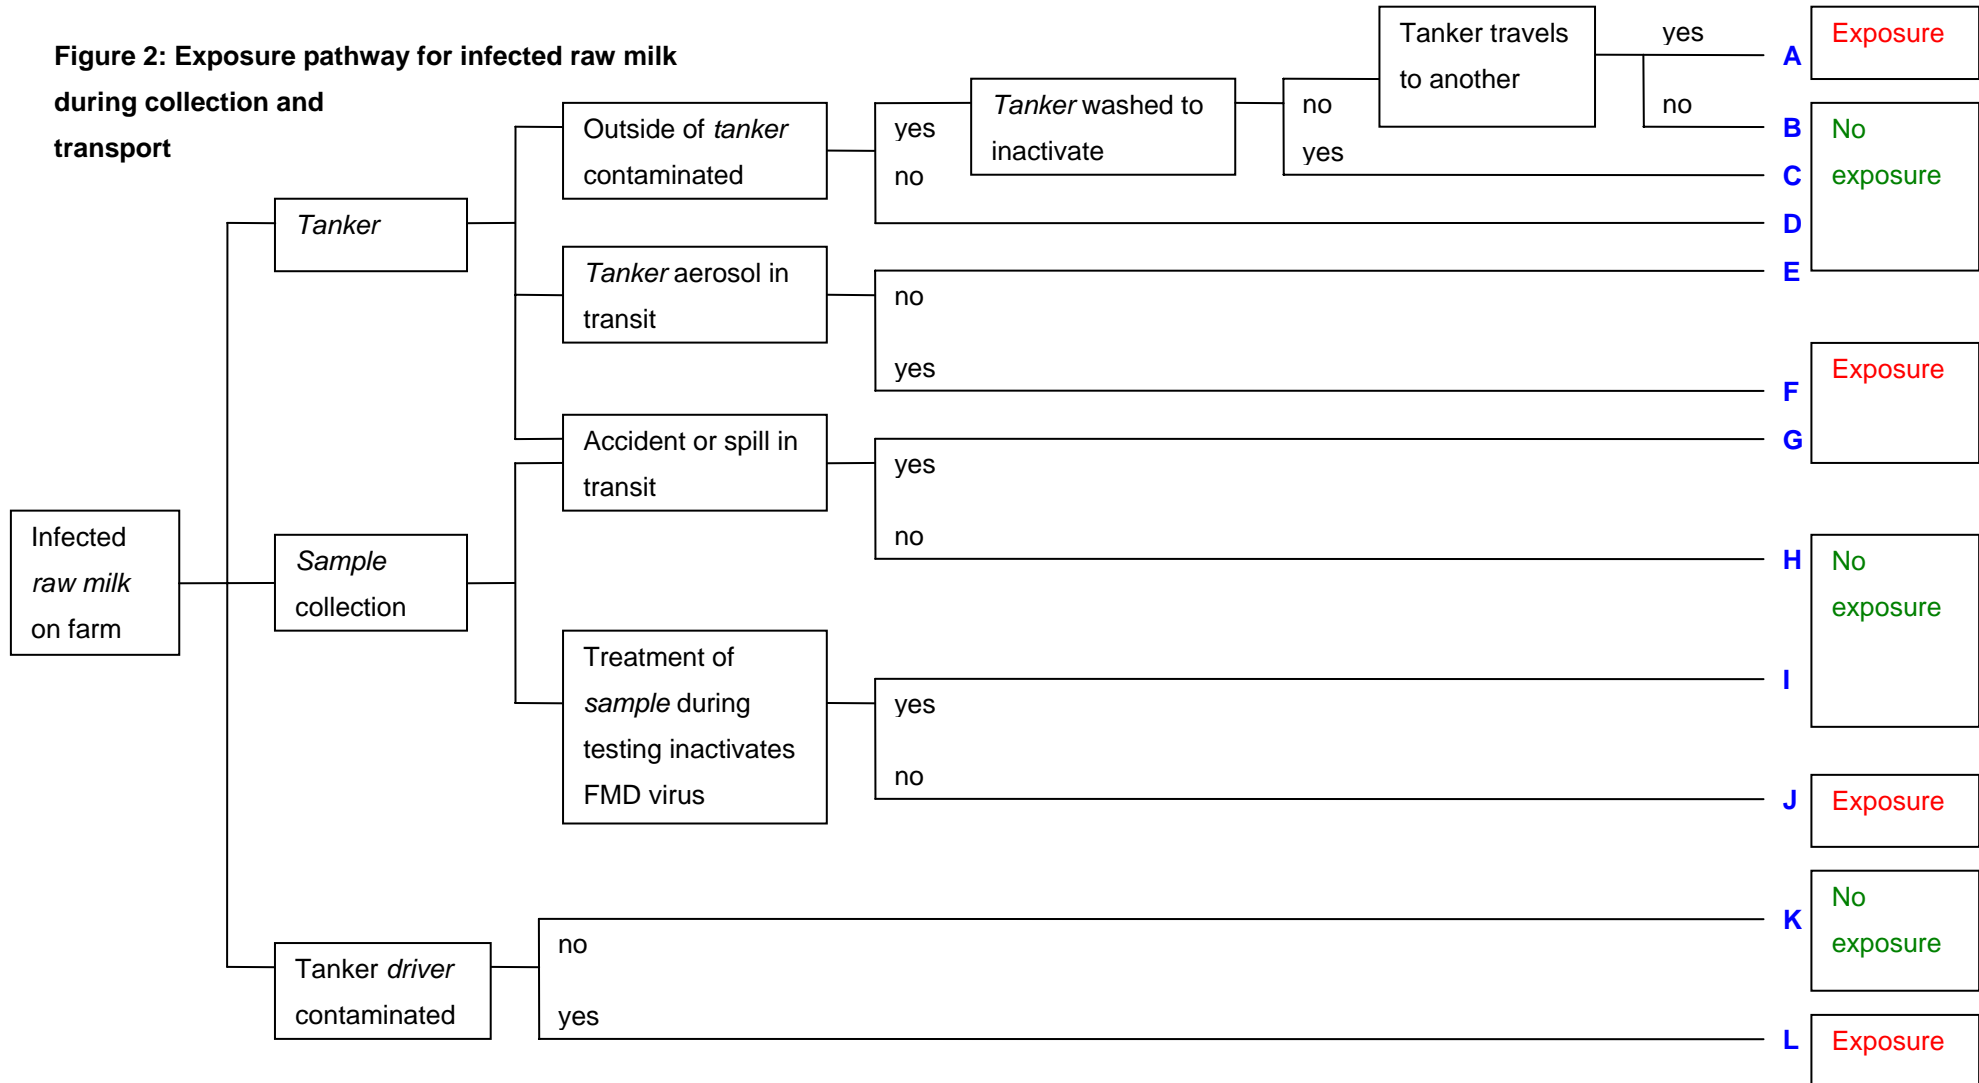 Figure 2: Exposure pathway for infected raw milk
during collection and
transport
Infected
raw milk
on farm
Tanker
Sample
collection
Tanker driver
contaminated
Outside of tanker
contaminated
Tanker aerosol in
transit
Accident or spill in
transit
Treatment of
sample during
testing inactivates
FMD virus
yes
no
no
yes
yes
no
yes
no
no
yes
Tanker washed to
inactivate
no
yes
Tanker travels
to another
yes
no
A
B
C
D
E
F
G
H
I
J
K
L
Exposure
No
exposure
Exposure
No
exposure
Exposure
No
exposure
Exposure